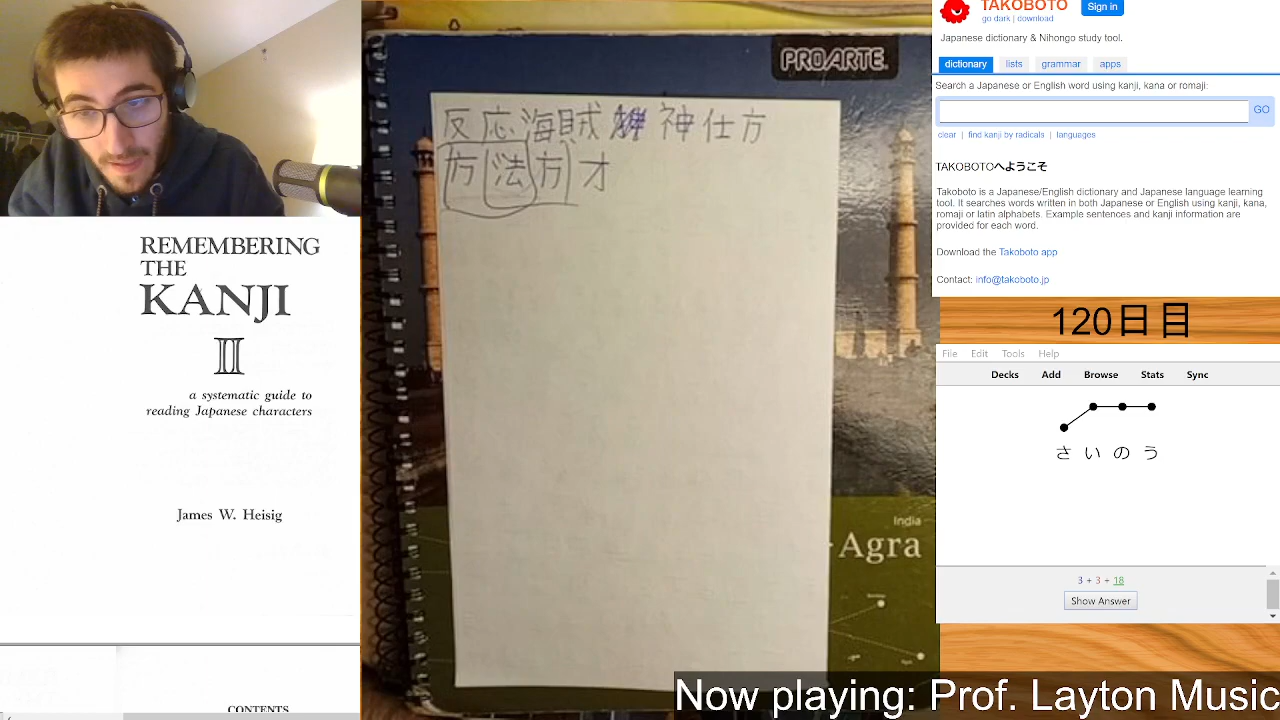 REMEMBERING
THE
KANJI
II
a systematic guide to
reading Japanese characters
James W. Heisig
CONTENTS
PROARTE
反応海賊 神仕方
方法方才
India
Agra
TAKOBOTO
Sign in
go dark | download
Japanese dictionary & Nihongo study tool.
dictionary lists grammar apps
Search a Japanese or English word using kanji, kana or romaji:
GO
clear | find kanji by radicals | languages
TAKOBOTOへようこそ
Takoboto is a Japanese/English dictionary and Japanese language learning
tool. It searches words written in both Japanese or English using kanji, kana,
romaji or latin alphabets. Example sentences and kanji information are
provided for each word.
Download the Takoboto app
Contact: info@takoboto.jp
120日目
File Edit Tools Help
Decks Add Browse Stats Sync
さいのう
3 + 3 + 18
Show Answer
Now playing: Prof. Layton Music